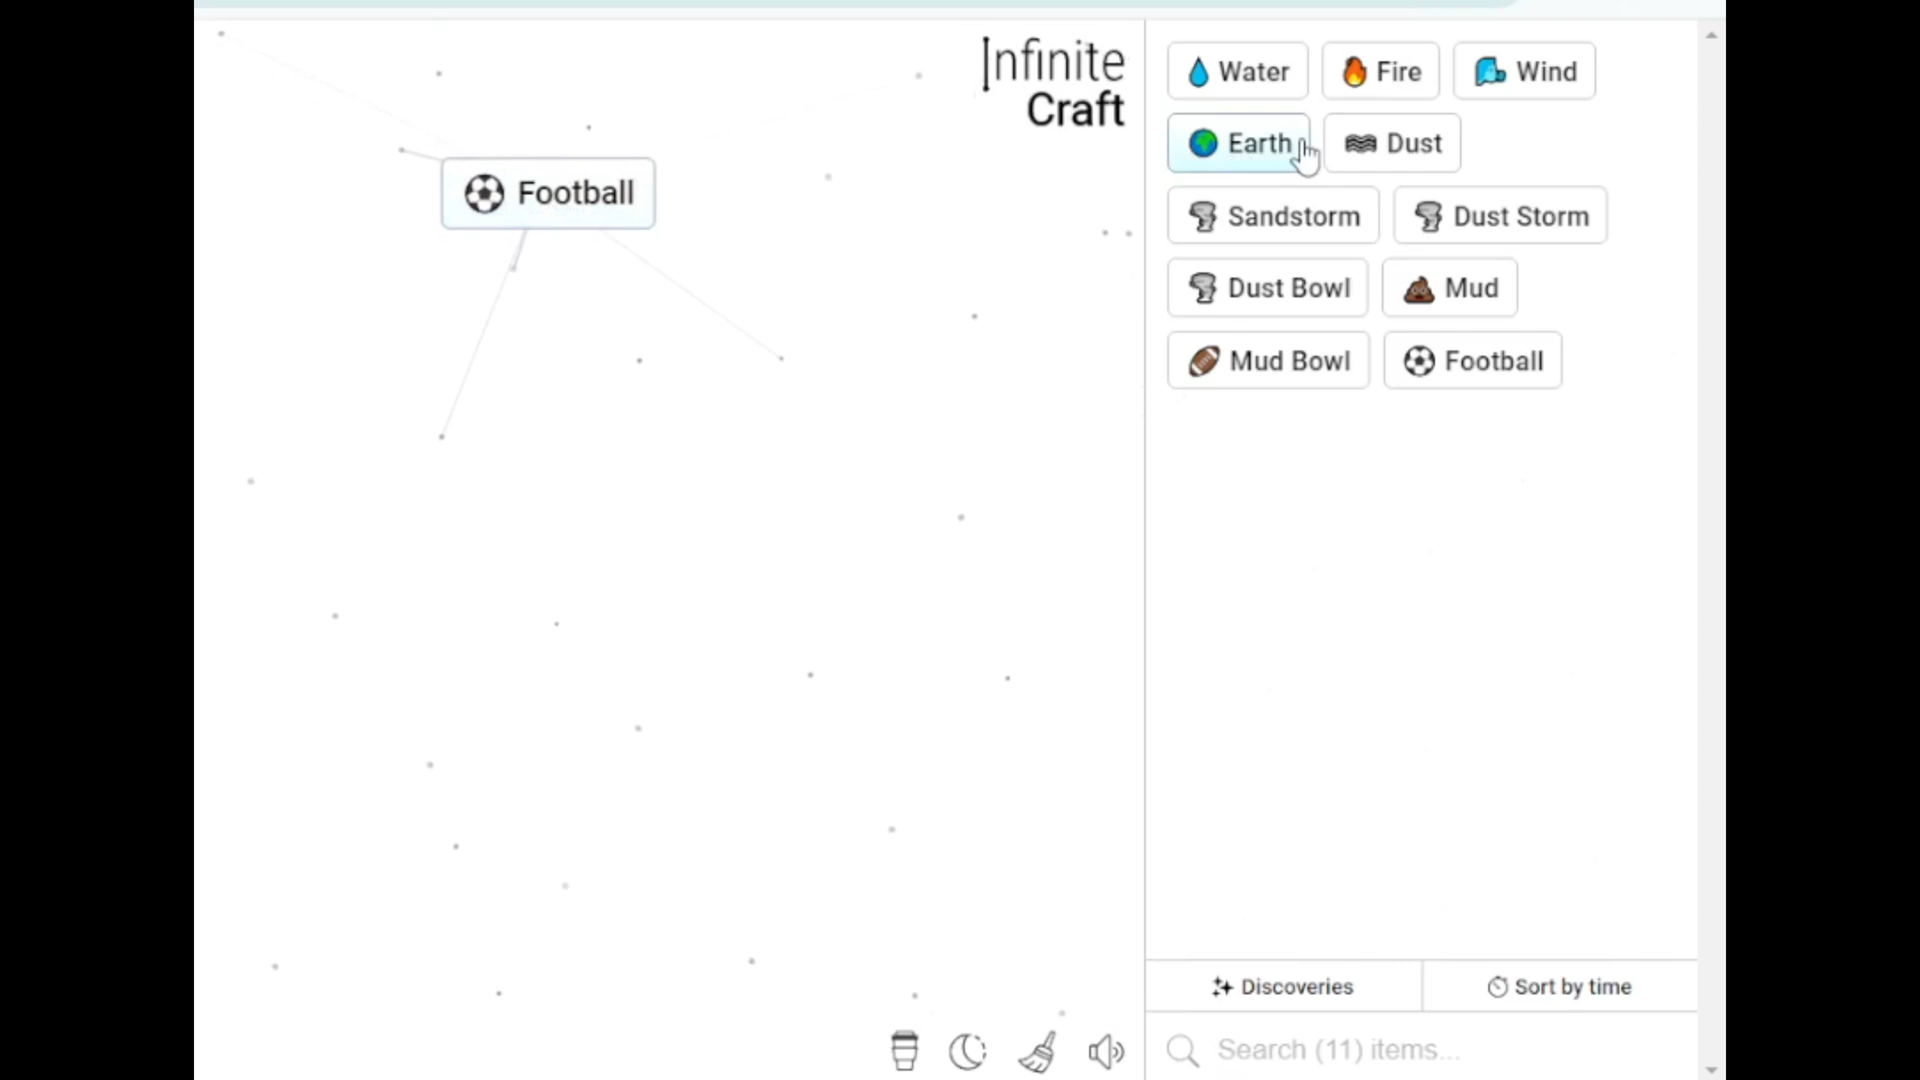 Infinite
Craft
Football
Water Fire Wind
Earth Dust
Sandstorm Dust Storm
Dust Bowl Mud
Mud Bowl Football
Discoveries Sort by time
Search (11) items...